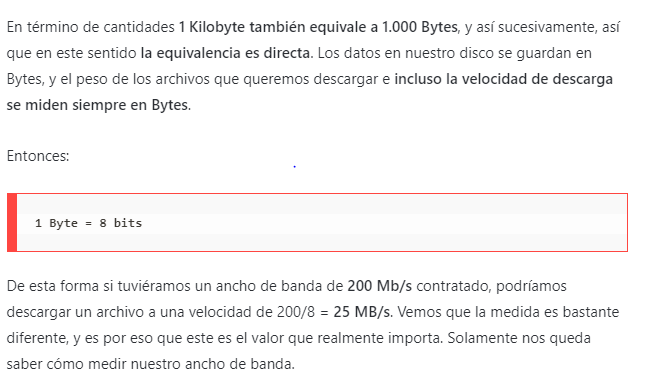 En término de cantidades 1 Kilobyte también equivale a 1.000 Bytes, y así sucesivamente, así
que en este sentido la equivalencia es directa. Los datos en nuestro disco se guardan en
Bytes, y el peso de los archivos que queremos descargar e incluso la velocidad de descarga
se miden siempre en Bytes.
Entonces:
1 Byte = 8 bits
De esta forma si tuviéramos un ancho de banda de 200 Mb/s contratado, podríamos
descargar un archivo a una velocidad de 200/8 = 25 MB/s. Vemos que la medida es bastante
diferente, y es por eso que este es el valor que realmente importa. Solamente nos queda
saber cómo medir nuestro ancho de banda.